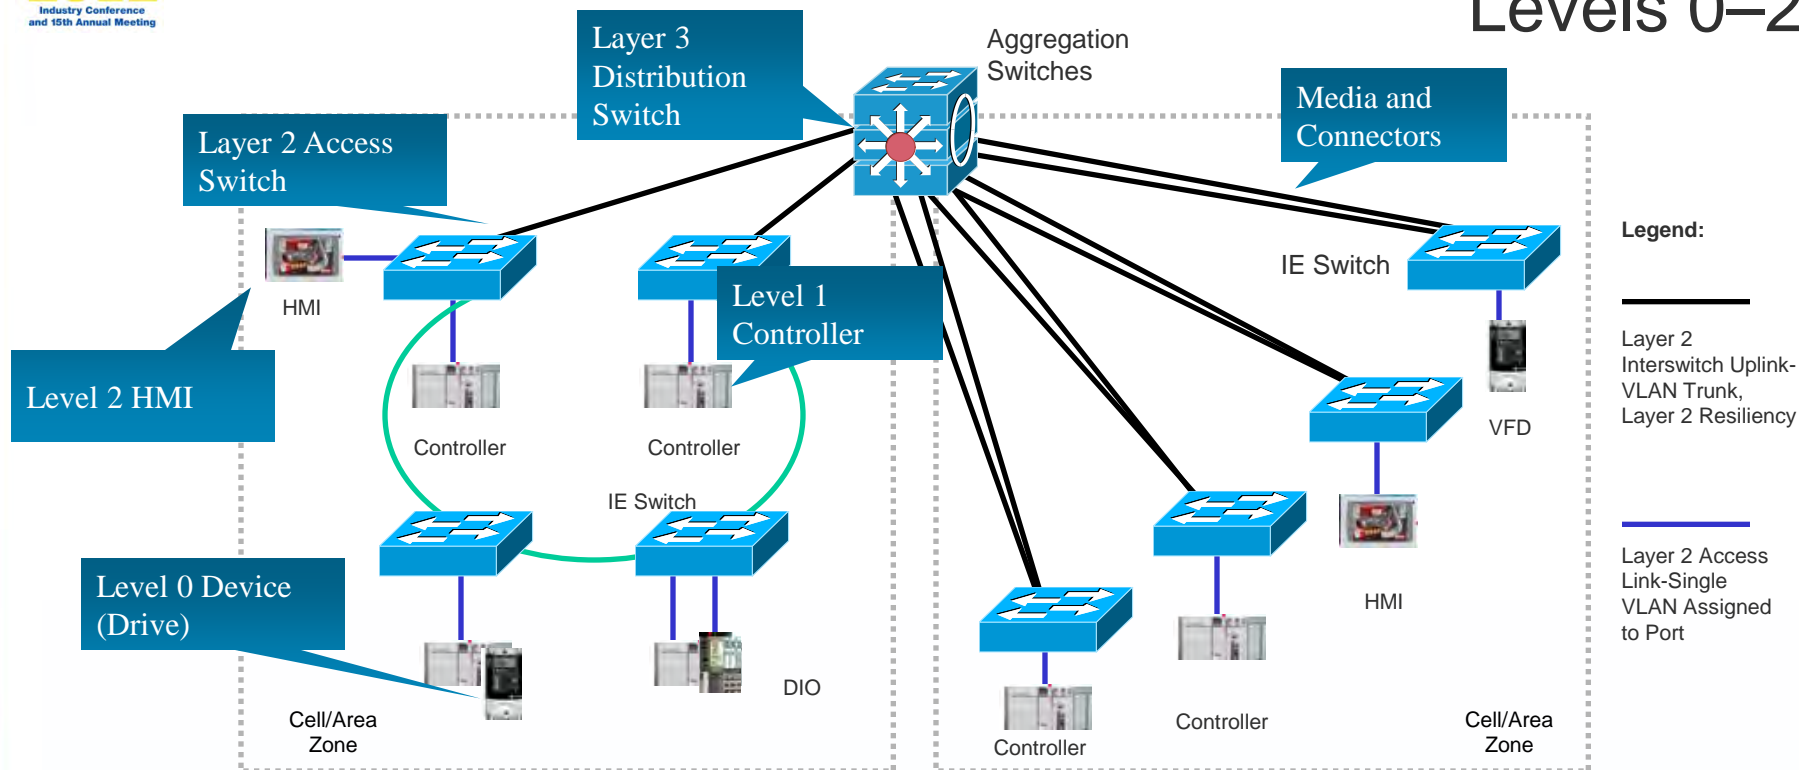 Industry Conference
and 15th Annual Meeting
Levels 0–2
Layer 3
Distribution
Switch
Aggregation
Switches
Media and
Connectors
Layer 2 Access
Switch
HMI
Level 2 HMI
Level 1
Controller
IE Switch
Controller
Controller
IE Switch
VFD
Level 0 Device
(Drive)
DIO
HMI
Controller
Controller
Cell/Area
Zone
Cell/Area
Zone
Legend:
Layer 2
Interswitch Uplink-
VLAN Trunk,
Layer 2 Resiliency
Layer 2 Access
Link-Single
VLAN Assigned
to Port